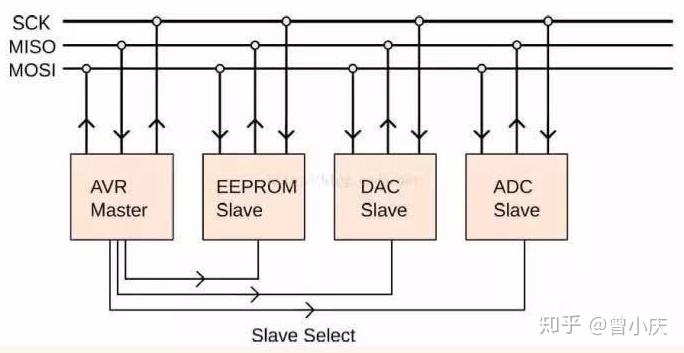 SCK
MISO
MOSI
AVR
Master
EEPROM
Slave
DAC
Slave
ADC
Slave
Slave Select
知乎 @曾小庆